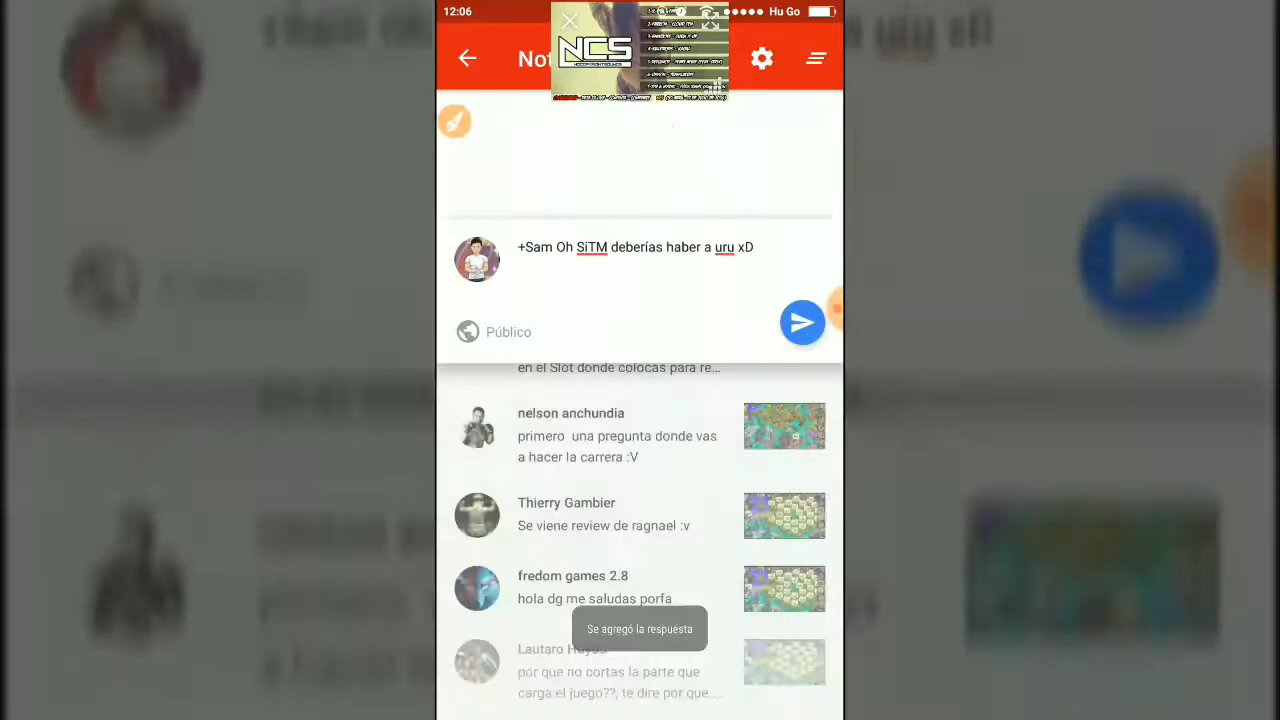 12:06
Hu Go
Not
NCS
+Sam Oh SiTM deberías haber a uru xD
Público
en el Slot donde colocas para re…
nelson anchundia
primero una pregunta donde vas
a hacer la carrera :V
Thierry Gambier
Se viene review de ragnael :v
fredom games 2.8
hola dg me saludas porfa
Se agregó la respuesta
Lautaro
por que no cortas la parte que
carga el juego??, te dire por que…